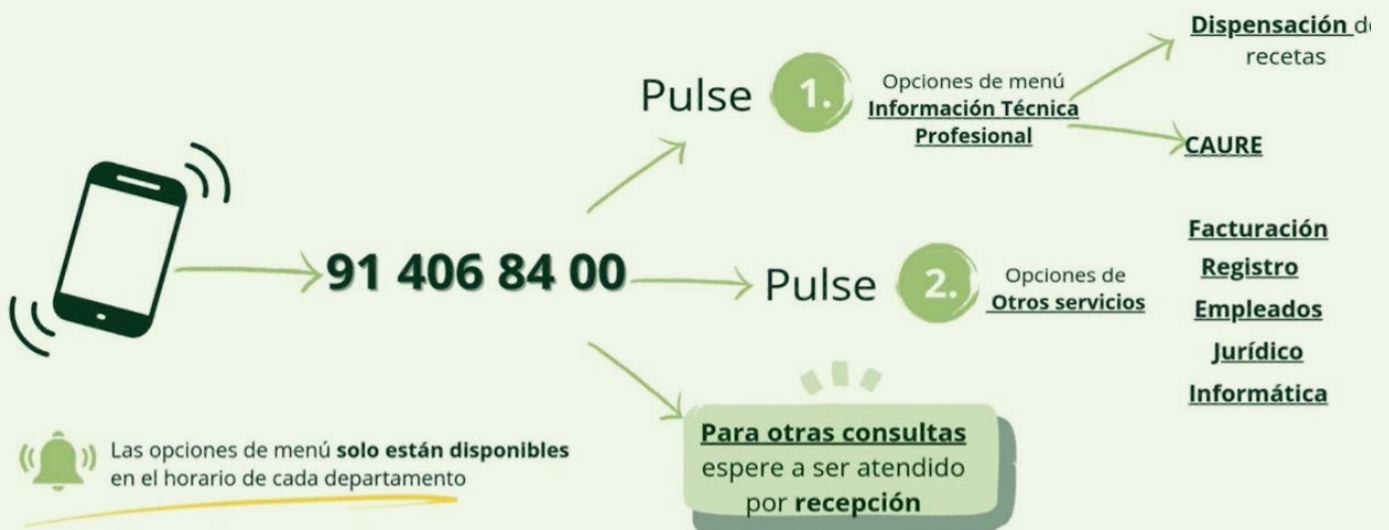 Dispensación
recetas
Pulse 1.
Opciones de menú
Información Técnica
Profesional
CAURE
91 406 84 00
Pulse 2.
Opciones de
Otros servicios
Facturación
Registro
Empleados
Jurídico
Informática
Para otras consultas
espere a ser atendido
por recepción
Las opciones de menú solo están disponibles
en el horario de cada departamento